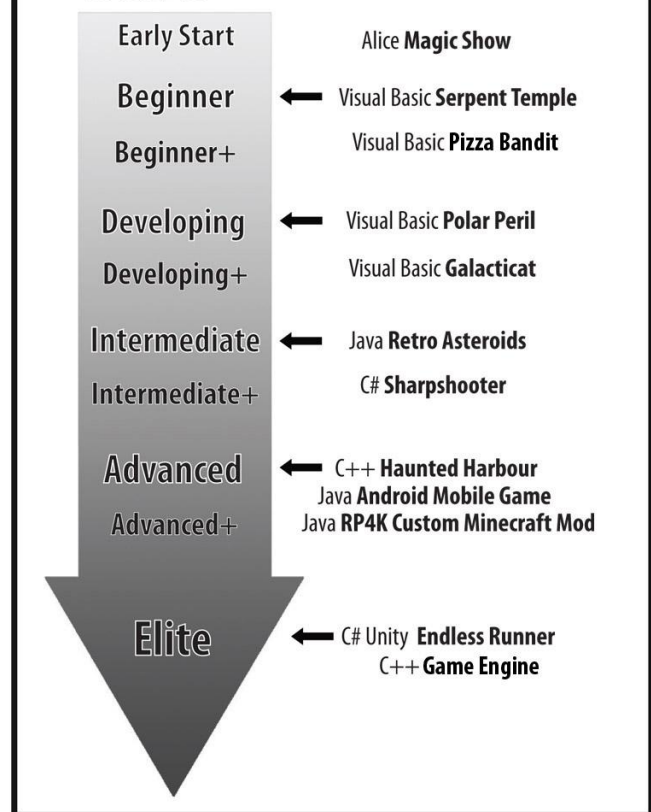 Early Start Alice Magic Show
Beginner Visual Basic Serpent Temple
Beginner+ Visual Basic Pizza Bandit
Developing Visual Basic Polar Peril
Developing+ Visual Basic Galacticat
Intermediate Java Retro Asteroids
Intermediate+ C# Sharpshooter
Advanced C++ Haunted Harbour
Java Android Mobile Game
Advanced+ Java RP4K Custom Minecraft Mod
Elite C# Unity Endless Runner
C++ Game Engine